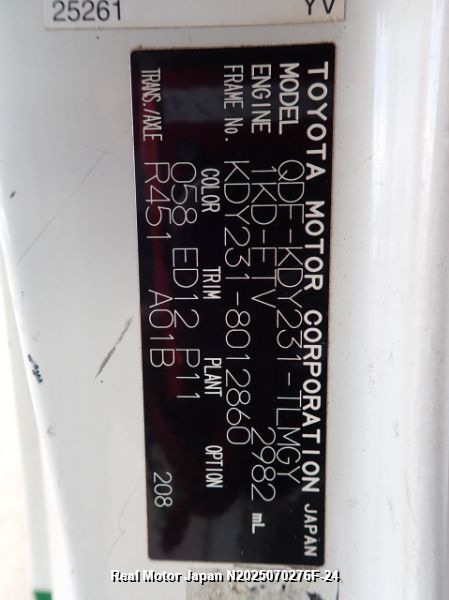 25261 YV
TOYOTA MOTOR CORPORATION JAPAN
MODEL QDF-KDY231-TLMGY
ENGINE 1KD-FTV 2982 mL
FRAME No. KDY231-8012860
COLOR TRIM PLANT OPTION
058 ED12 P11
TRANS./AXLE R451 A01B
208
Real Motor Japan N2025070276F-24